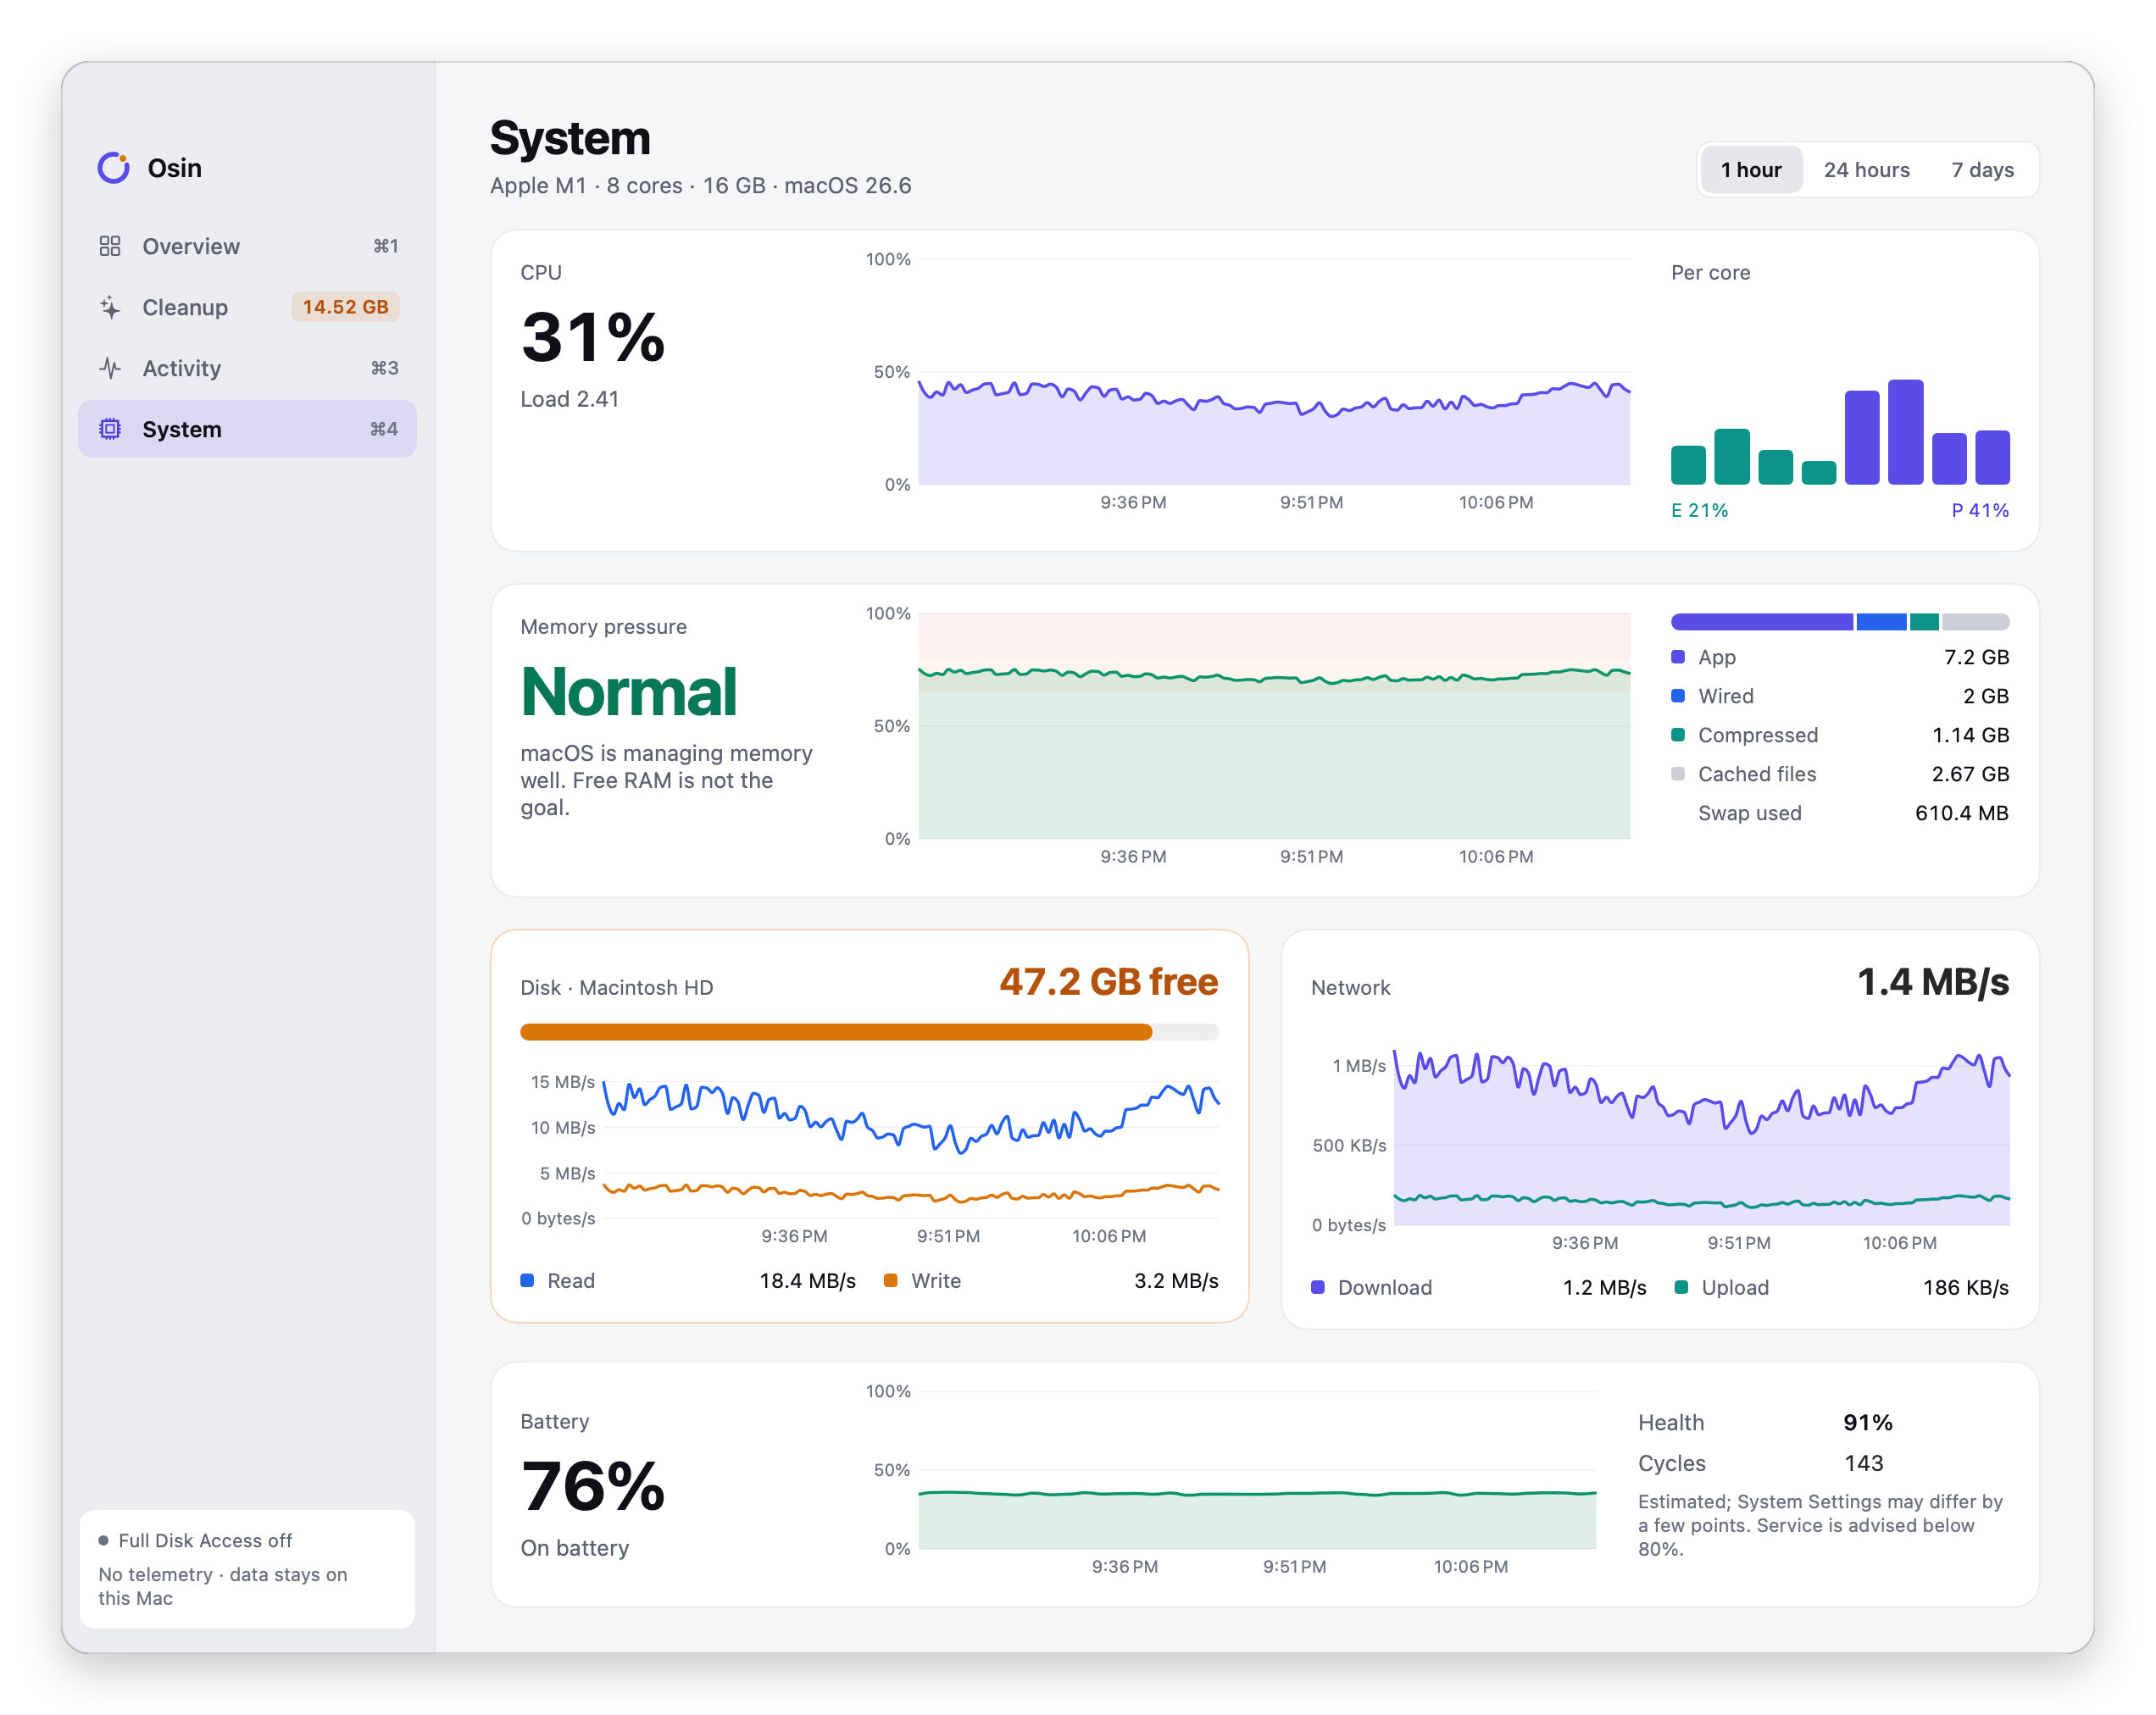 Osin
Overview ⌘1
Cleanup 14.52 GB
Activity ⌘3
System ⌘4
Full Disk Access off
No telemetry · data stays on
this Mac
System
Apple M1 · 8 cores · 16 GB · macOS 26.6
1 hour 24 hours 7 days
CPU
31%
Load 2.41
100%
50%
0%
9:36 PM 9:51 PM 10:06 PM
Per core
E 21% P 41%
Memory pressure
Normal
macOS is managing memory
well. Free RAM is not the
goal.
100%
50%
0%
9:36 PM 9:51 PM 10:06 PM
App 7.2 GB
Wired 2 GB
Compressed 1.14 GB
Cached files 2.67 GB
Swap used 610.4 MB
Disk · Macintosh HD 47.2 GB free
15 MB/s
10 MB/s
5 MB/s
0 bytes/s
9:36 PM 9:51 PM 10:06 PM
Read 18.4 MB/s Write 3.2 MB/s
Network 1.4 MB/s
1 MB/s
500 KB/s
0 bytes/s
9:36 PM 9:51 PM 10:06 PM
Download 1.2 MB/s Upload 186 KB/s
Battery
76%
On battery
100%
50%
0%
9:36 PM 9:51 PM 10:06 PM
Health 91%
Cycles 143
Estimated; System Settings may differ by
a few points. Service is advised below
80%.